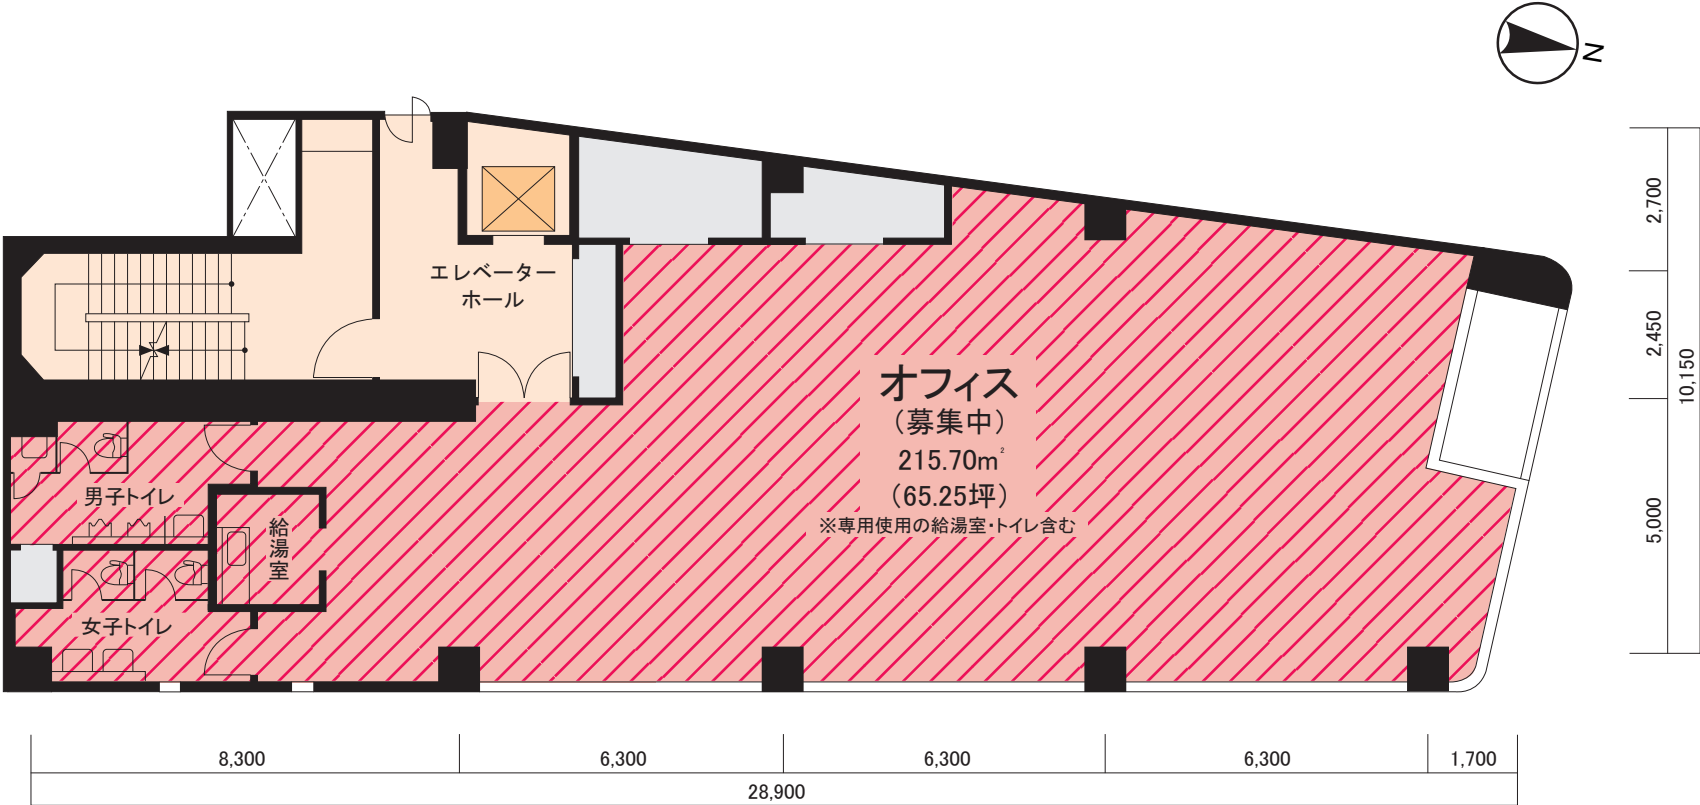 N
エレベーター
ホール
オフィス
（募集中）
215.70m²
（65.25坪）
※専用使用の給湯室・トイレ含む
男子トイレ
給湯室
女子トイレ
2,700
2,450
5,000
10,150
8,300
6,300
6,300
6,300
1,700
28,900